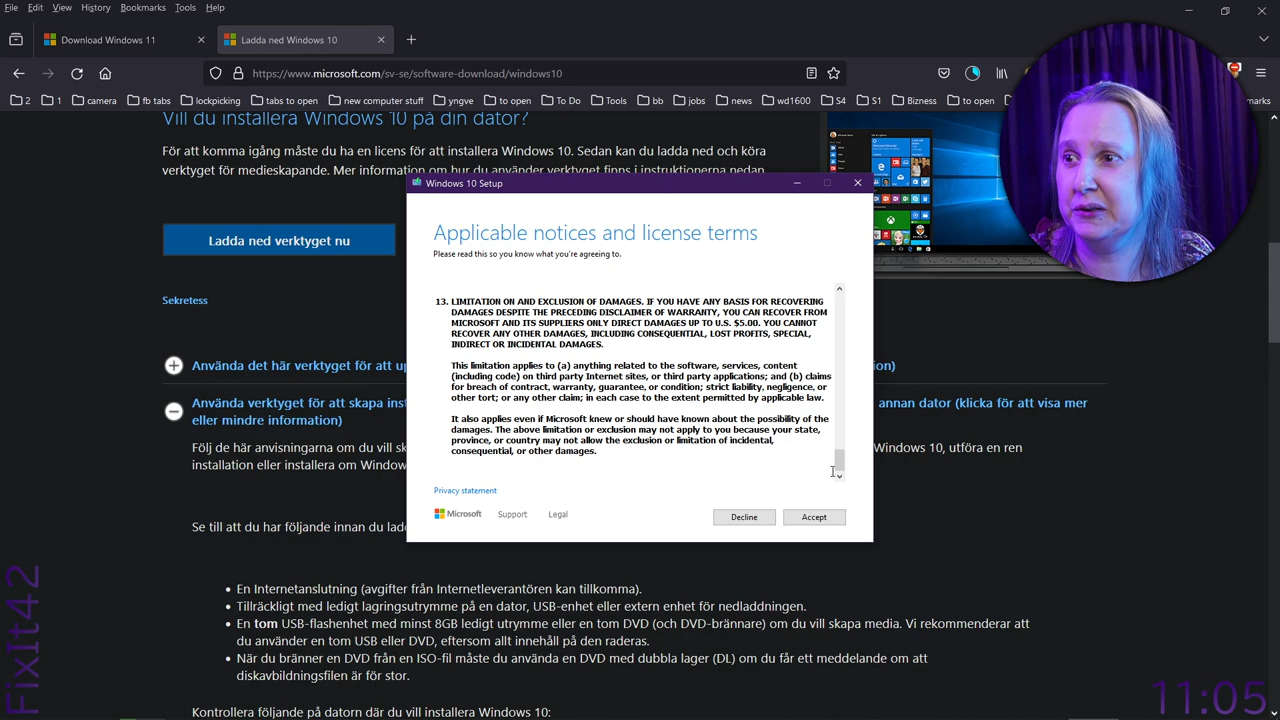 File Edit View History Bookmarks Tools Help
Download Windows 11
Ladda ned Windows 10
https://www.microsoft.com/sv-se/software-download/windows10
2 1 camera fb tabs lockpicking tabs to open new computer stuff yngve to open To Do Tools bb jobs news wd1600 S4 S1 Bizness to open
Vill du installera Windows 10 på din dator?
För att komma igång måste du ha en licens för att installera Windows 10. Sedan kan du ladda ned och köra
verktyget för medieskapande. Mer information om hur du använder verktyget finns i instruktionerna nedan.
Ladda ned verktyget nu
Sekretess
Windows 10 Setup
Applicable notices and license terms
Please read this so you know what you're agreeing to.
13. LIMITATION ON AND EXCLUSION OF DAMAGES. IF YOU HAVE ANY BASIS FOR RECOVERING
DAMAGES DESPITE THE PRECEDING DISCLAIMER OF WARRANTY, YOU CAN RECOVER FROM
MICROSOFT AND ITS SUPPLIERS ONLY DIRECT DAMAGES UP TO U.S. $5.00. YOU CANNOT
RECOVER ANY OTHER DAMAGES, INCLUDING CONSEQUENTIAL, LOST PROFITS, SPECIAL,
INDIRECT OR INCIDENTAL DAMAGES.
This limitation applies to (a) anything related to the software, services, content
(including code) on third party Internet sites, or third party applications; and (b) claims
for breach of contract, warranty, guarantee, or condition; strict liability, negligence, or
other tort; or any other claim; in each case to the extent permitted by applicable law.
It also applies even if Microsoft knew or should have known about the possibility of the
damages. The above limitation or exclusion may not apply to you because your state,
province, or country may not allow the exclusion or limitation of incidental,
consequential, or other damages.
Privacy statement
Microsoft Support Legal
Decline Accept
Använda det här verktyget för att up
Använda verktyget för att skapa inst annan dator (klicka för att visa mer
eller mindre information)
Följ de här anvisningarna om du vill sk Windows 10, utföra en ren
installation eller installera om Window
Se till att du har följande innan du lad
En Internetanslutning (avgifter från Internetleverantören kan tillkomma).
Tillräckligt med ledigt lagringsutrymme på en dator, USB-enhet eller extern enhet för nedladdningen.
En tom USB-flashenhet med minst 8GB ledigt utrymme eller en tom DVD (och DVD-brännare) om du vill skapa media. Vi rekommenderar att
du använder en tom USB eller DVD, eftersom allt innehåll på den raderas.
När du bränner en DVD från en ISO-fil måste du använda en DVD med dubbla lager (DL) om du får ett meddelande om att
diskavbildningsfilen är för stor.
Kontrollera följande på datorn där du vill installera Windows 10:
FixIt42
11:05